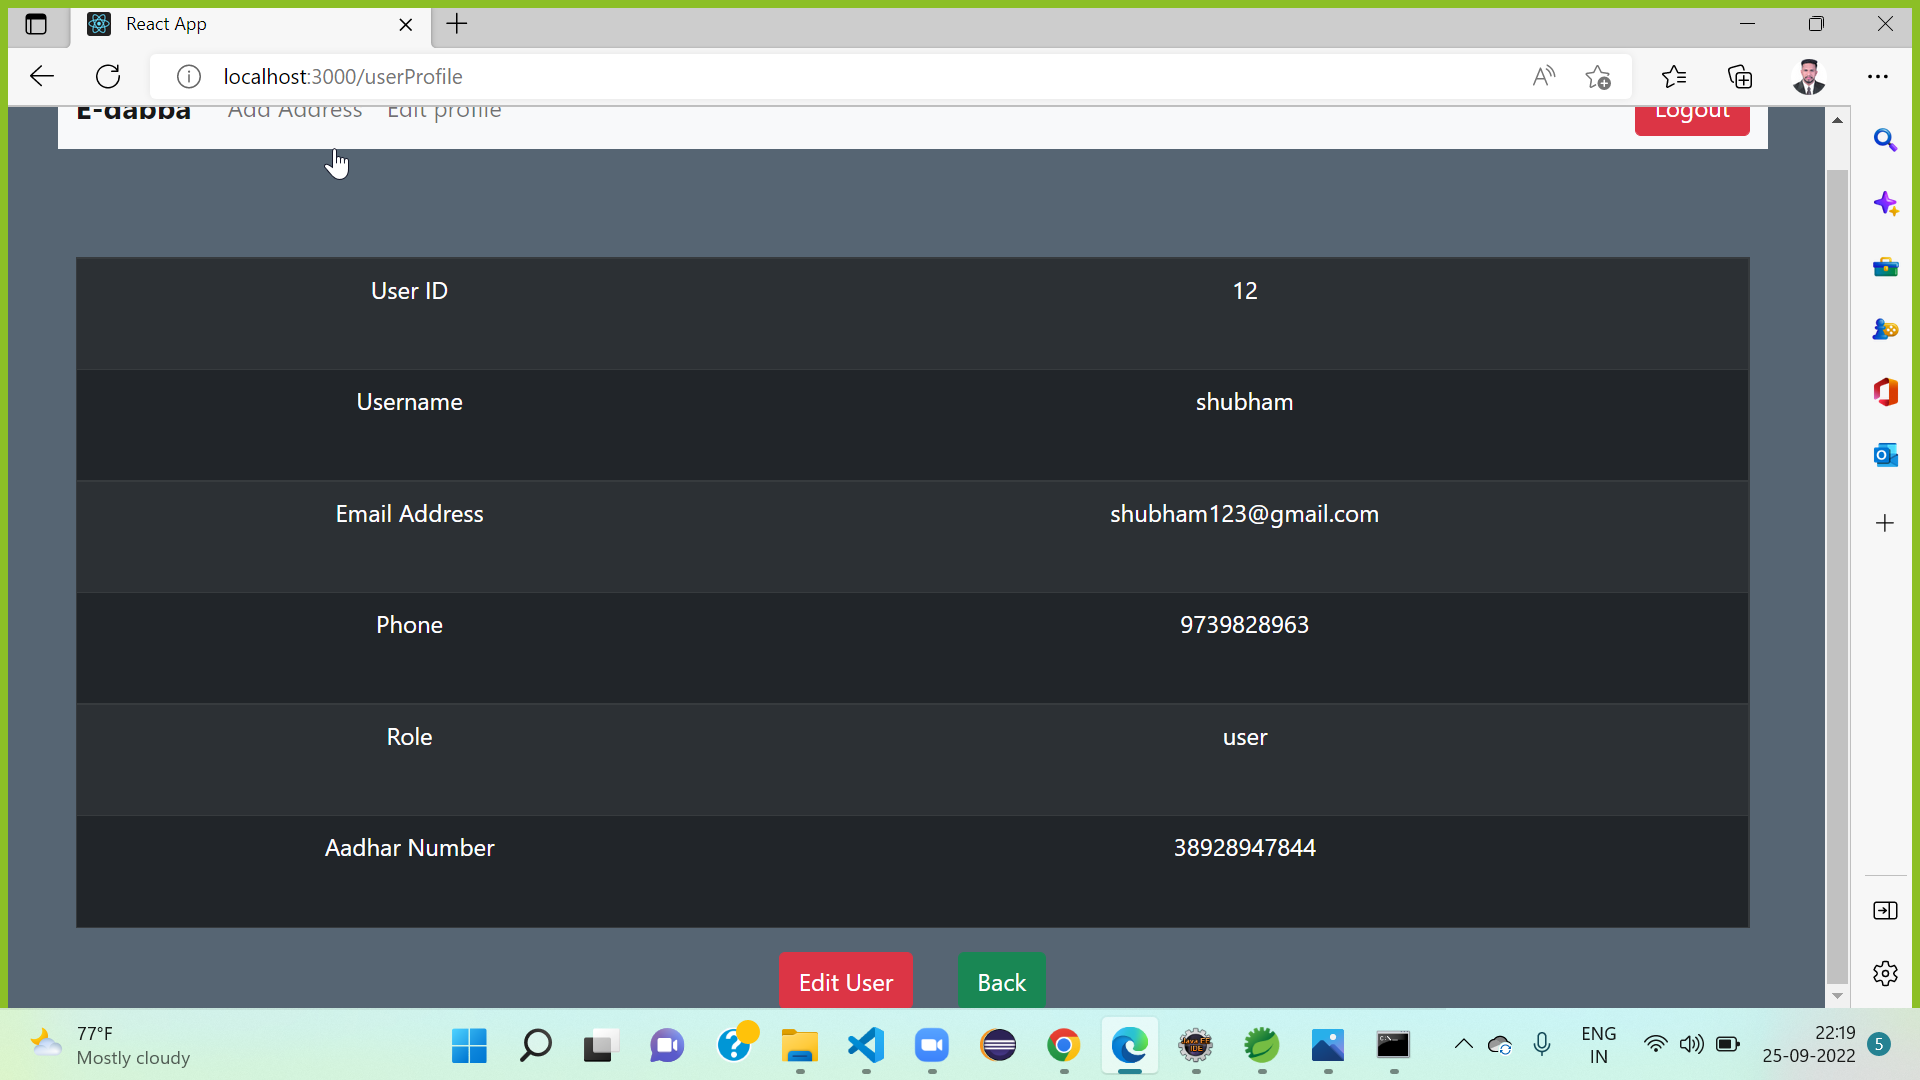 React App
localhost:3000/userProfile
E-dabba Add Address Edit profile Logout
User ID 12
Username shubham
Email Address shubham123@gmail.com
Phone 9739828963
Role user
Aadhar Number 38928947844
Edit User Back
77°F
Mostly cloudy
ENG
IN
22:19
25-09-2022
5